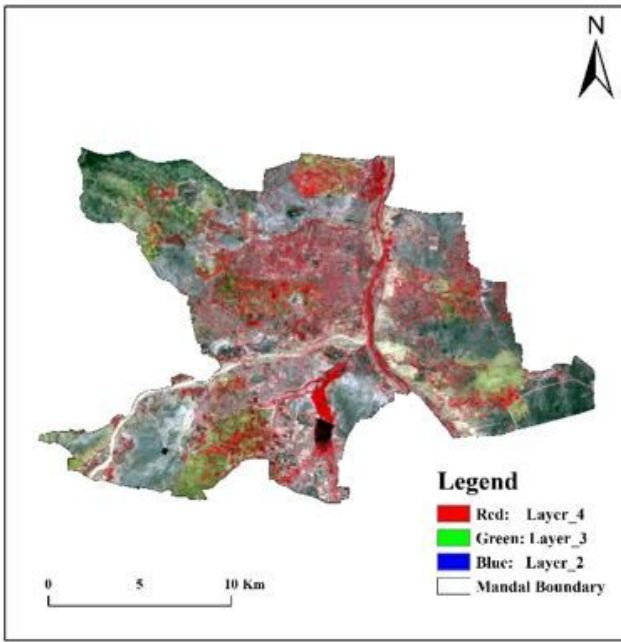 N
Legend
Red: Layer_4
Green: Layer_3
Blue: Layer_2
Mandal Boundary
0 5 10 Km